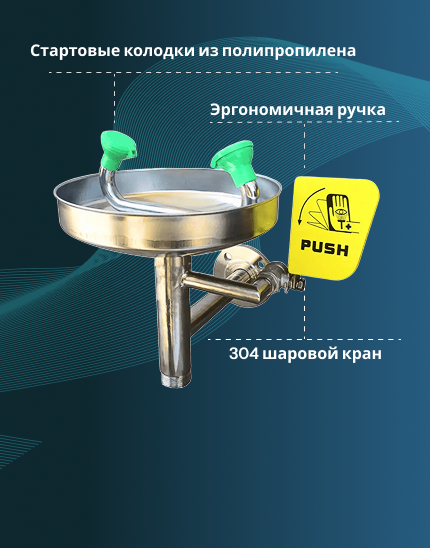 Стартовые колодки из полипропилена
Эргономичная ручка
T+
PUSH
304 шаровой кран